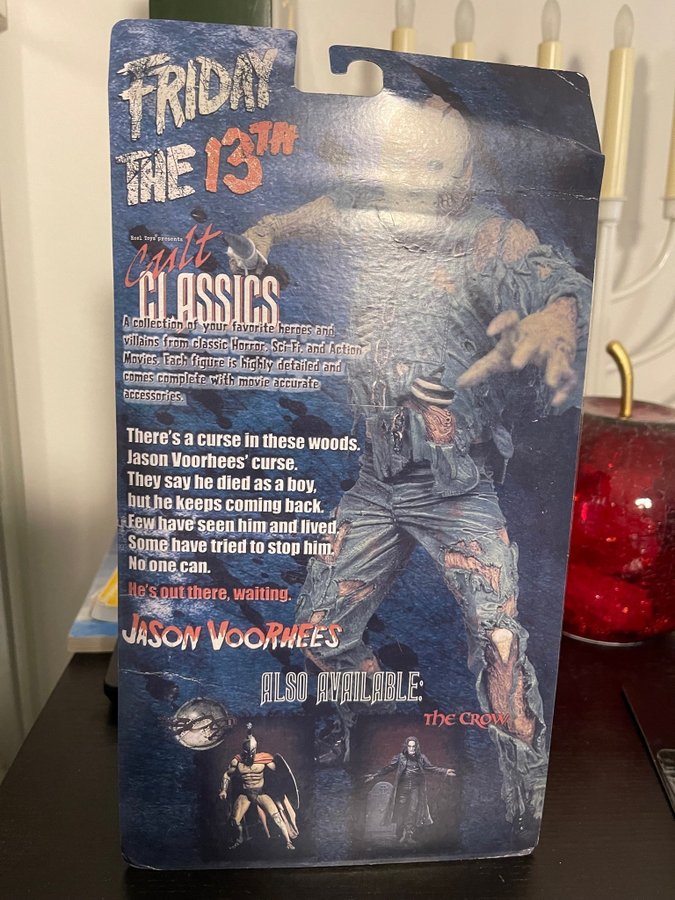 FRIDAY
THE 13TH
Reel Toys presents
Cult
CLASSICS
A collection of your favorite heroes and
villains from classic Horror, Sci-Fi, and Action
Movies. Each figure is highly detailed and
comes complete with movie accurate
accessories.
There's a curse in these woods.
Jason Voorhees' curse.
They say he died as a boy,
but he keeps coming back.
Few have seen him and lived.
Some have tried to stop him.
No one can.
He's out there, waiting.
JASON VOORHEES
ALSO AVAILABLE:
THE CROW